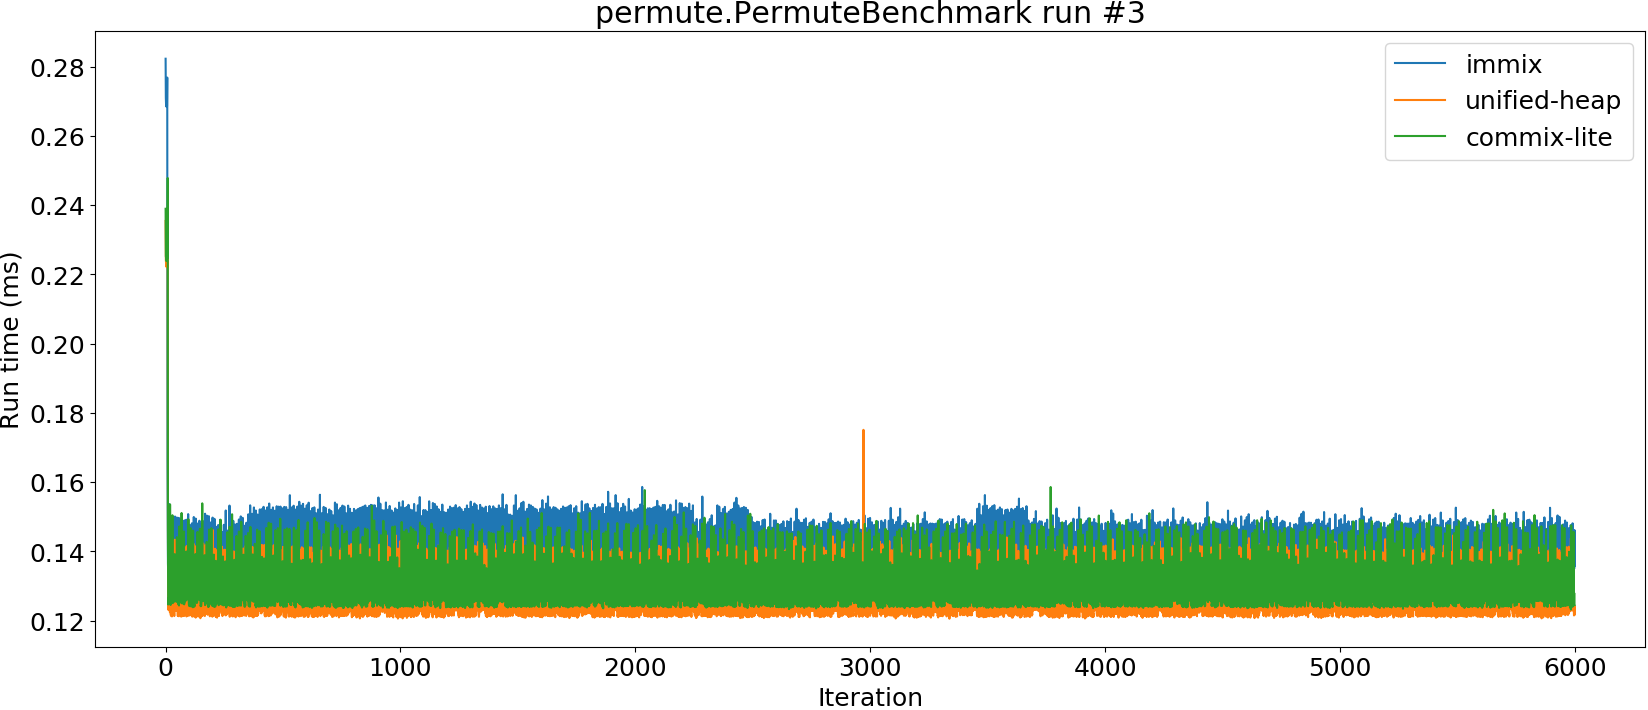 permute.PermuteBenchmark run #3
immix
unified-heap
commix-lite
Run time (ms)
0.28
0.26
0.24
0.22
0.20
0.18
0.16
0.14
0.12
0 1000 2000 3000 4000 5000 6000
Iteration